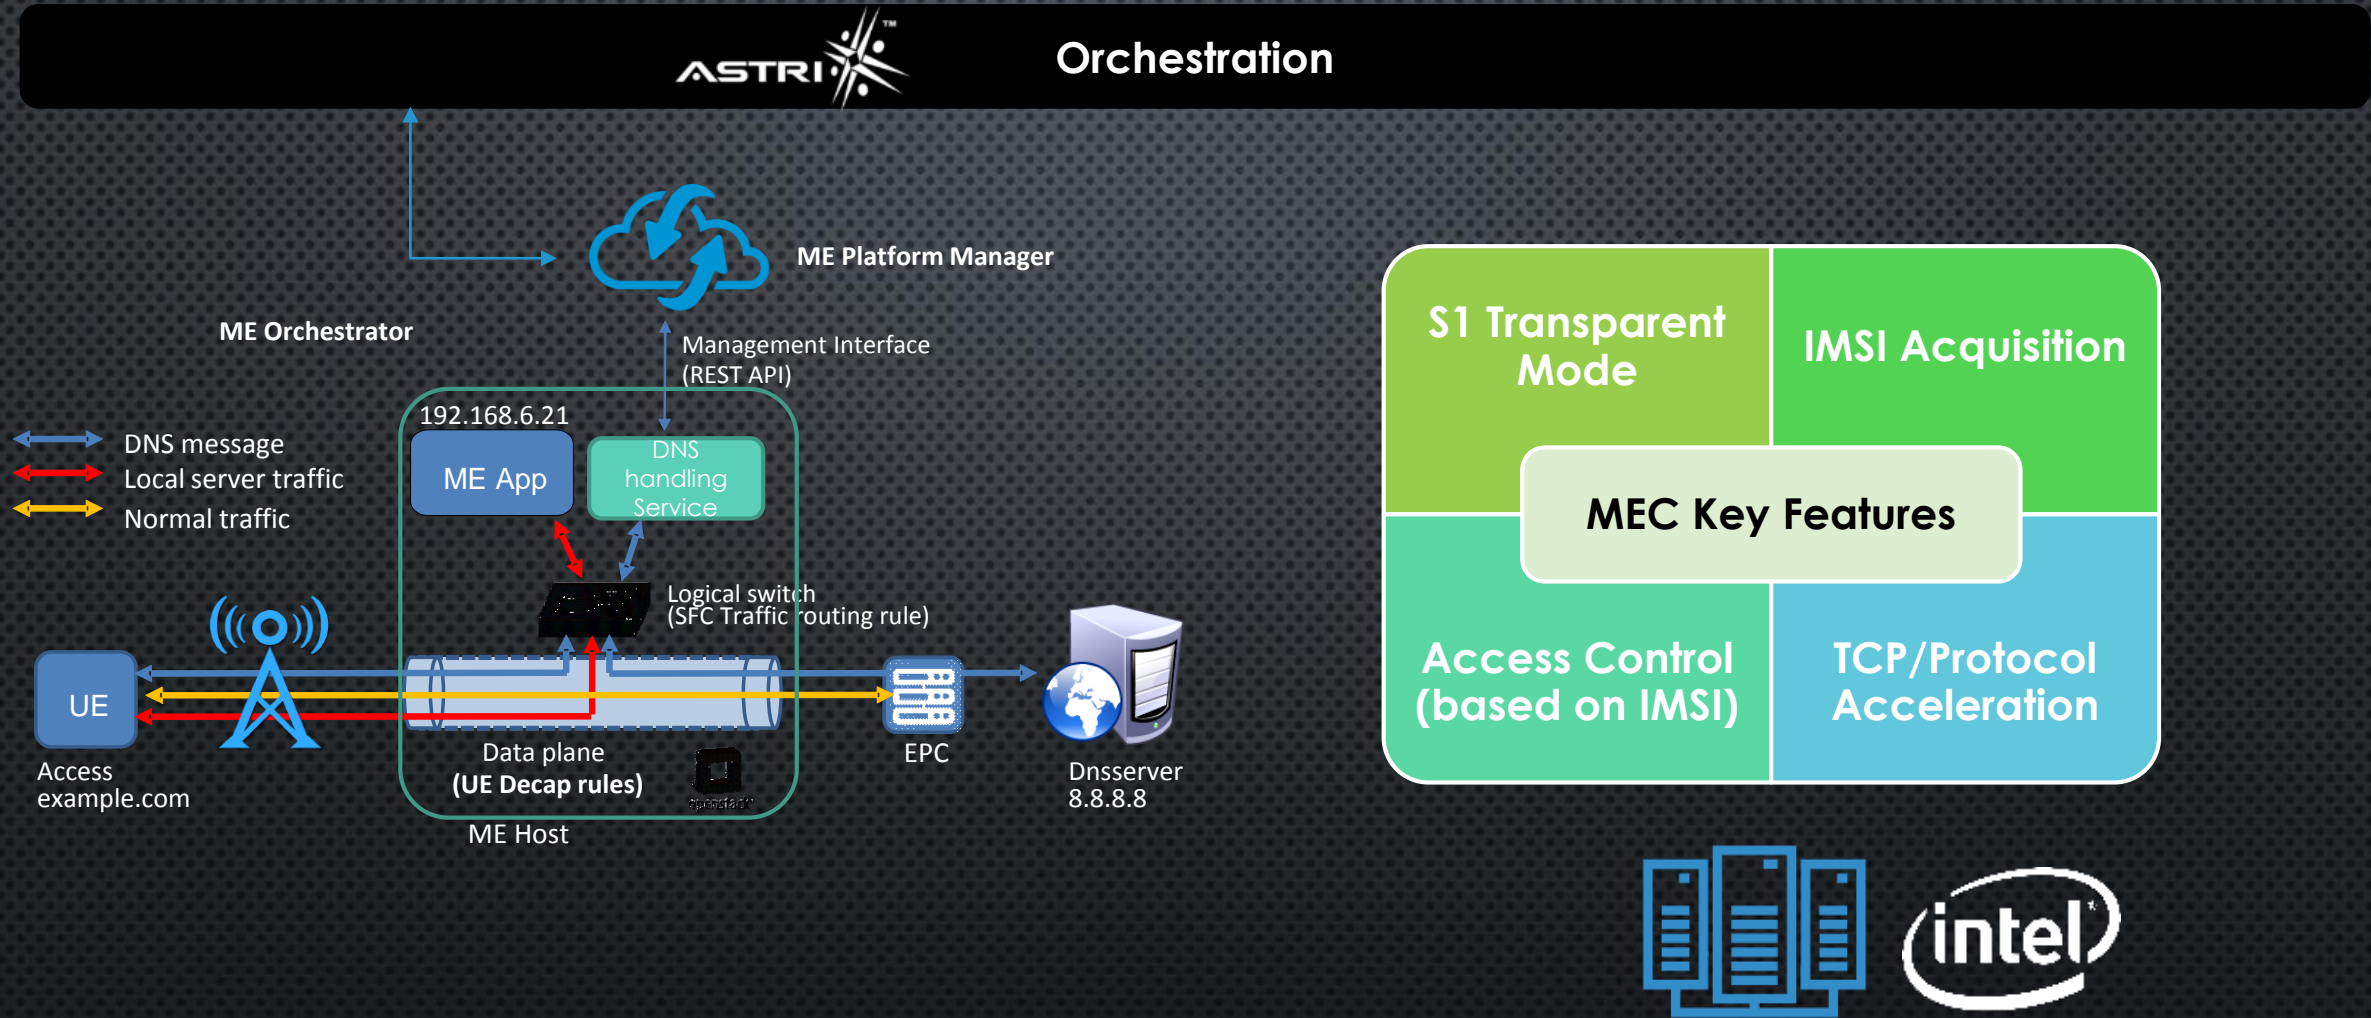 ASTRI
TM
Orchestration
ME Platform Manager
ME Orchestrator
Management Interface
(REST API)
192.168.6.21
ME App
DNS
handling
Service
DNS message
Local server traffic
Normal traffic
Logical switch
(SFC Traffic routing rule)
UE
Access
example.com
Data plane
(UE Decap rules)
openstack
ME Host
EPC
Dnsserver
8.8.8.8
S1 Transparent
Mode
IMSI Acquisition
MEC Key Features
Access Control
(based on IMSI)
TCP/Protocol
Acceleration
intel